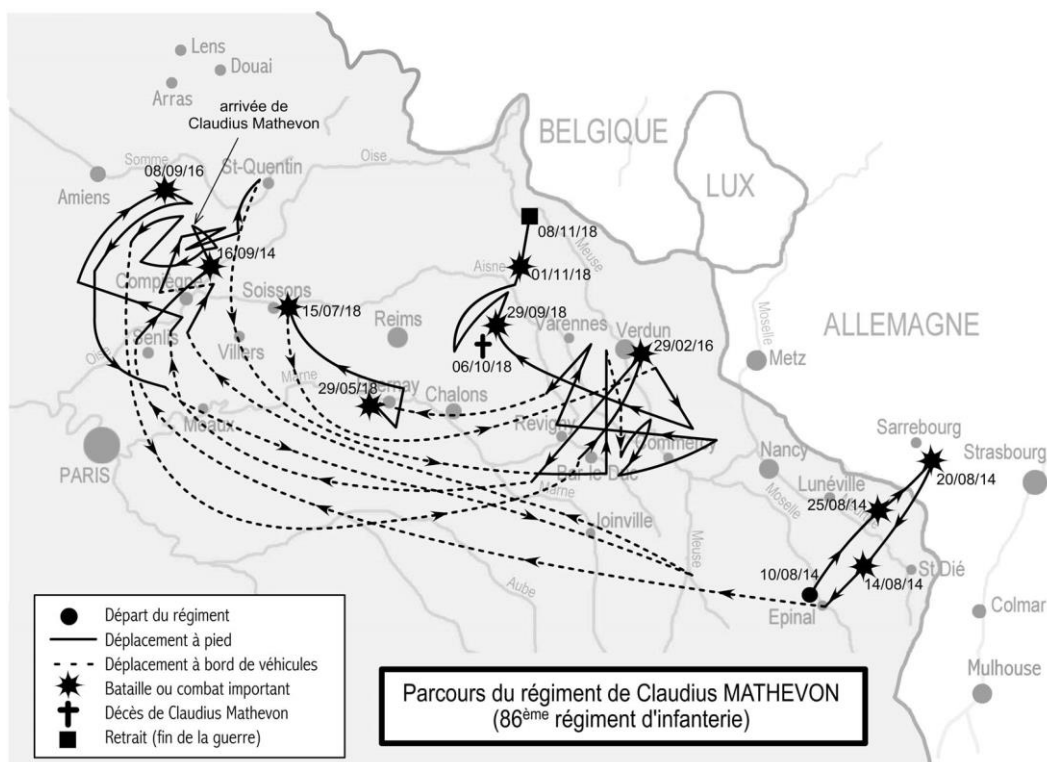 Lens
Douai
Arras
arrivée de
Claudius Mathevon
BELGIQUE
LUX
ALLEMAGNE
Somme
08/09/16
St-Quentin
Oise
Amiens
08/11/18
Meuse
16/09/14
Aisne
01/11/18
Compiègne
Soissons
15/07/18
29/09/18
Reims
Varennes
Verdun
29/02/16
Moselle
Metz
Senlis
Villers
06/10/18
Oise
Marne
29/05/18
Epernay
Chalons
Meaux
Revigny
Commercy
Sarrebourg
Strasbourg
PARIS
Bar le Duc
Nancy
Lunéville
20/08/14
Marne
Moselle
25/08/14
Meurthe
Joinville
Meuse
10/08/14
14/08/14
St Dié
Aube
Epinal
Colmar
Mulhouse
Départ du régiment
Déplacement à pied
Déplacement à bord de véhicules
Bataille ou combat important
Décès de Claudius Mathevon
Retrait (fin de la guerre)
Parcours du régiment de Claudius MATHEVON
(86ème régiment d'infanterie)